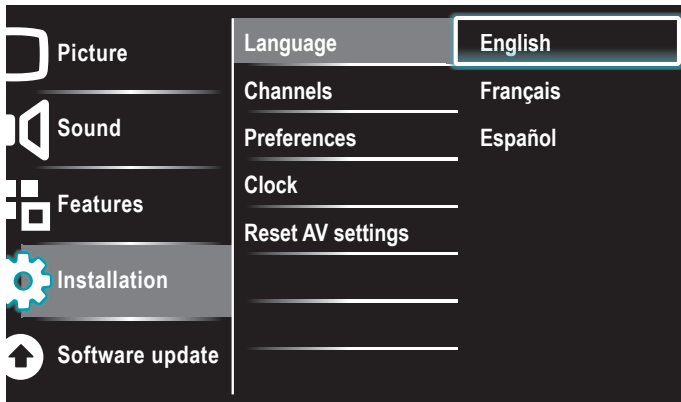 Picture
Sound
Features
Installation
Software update
Language
Channels
Preferences
Clock
Reset AV settings
English
Français
Español